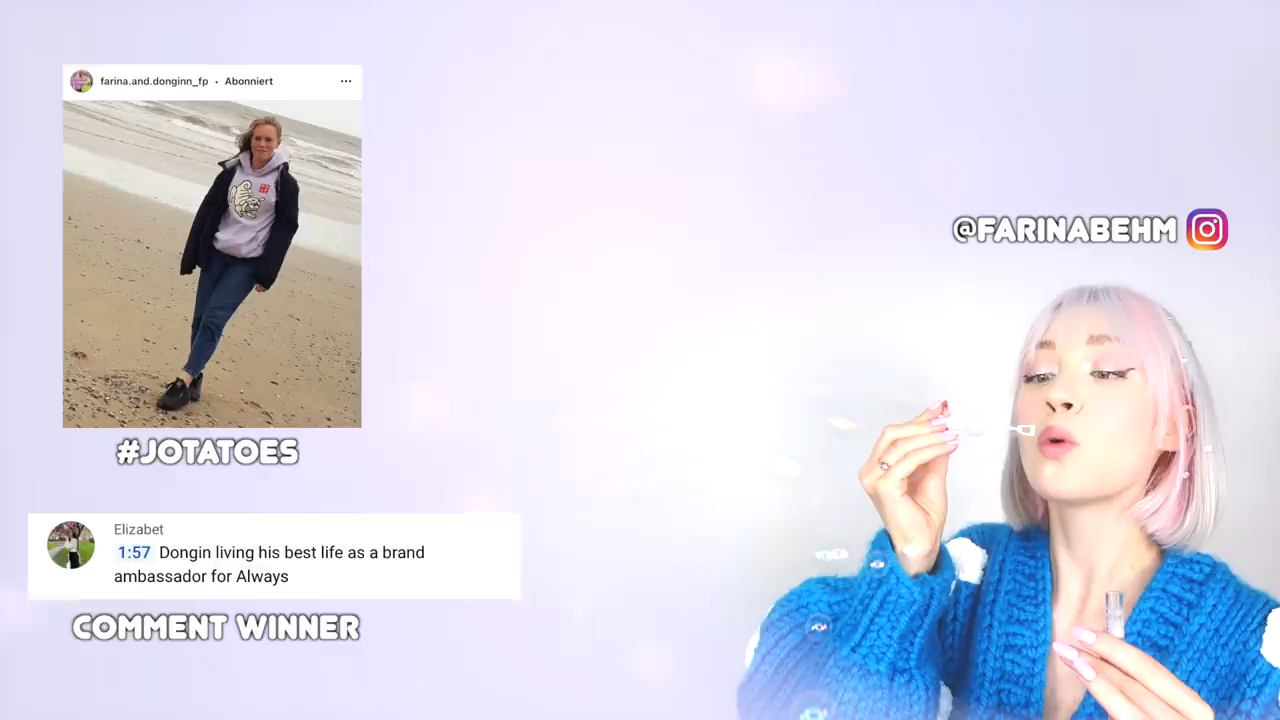 farina.and.donginn_fp • Abonniert ...
@FARINABEHM
#JOTATOES
Elizabet
1:57 Dongin living his best life as a brand
ambassador for Always
COMMENT WINNER